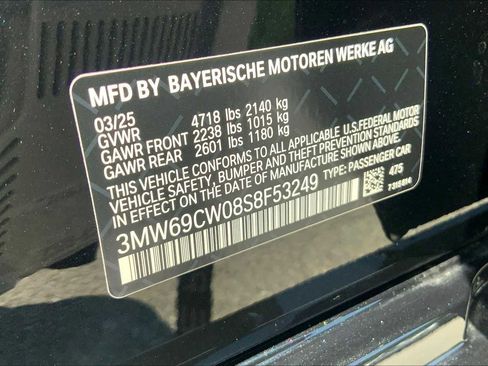 MFD BY BAYERISCHE MOTOREN WERKE AG
03/25
GVWR 4718 lbs 2140 kg
GAWR FRONT 2238 lbs 1015 kg
GAWR REAR 2601 lbs 1180 kg
THIS VEHICLE CONFORMS TO ALL APPLICABLE U.S.FEDERAL MOTOR
VEHICLE SAFETY, BUMPER AND THEFT PREVENTION STANDARDS IN
EFFECT ON THE DATE OF MANUFACTURE SHOWN ABOVE.
3MW69CW08S8F53249 TYPE: PASSENGER CAR
475
7315614